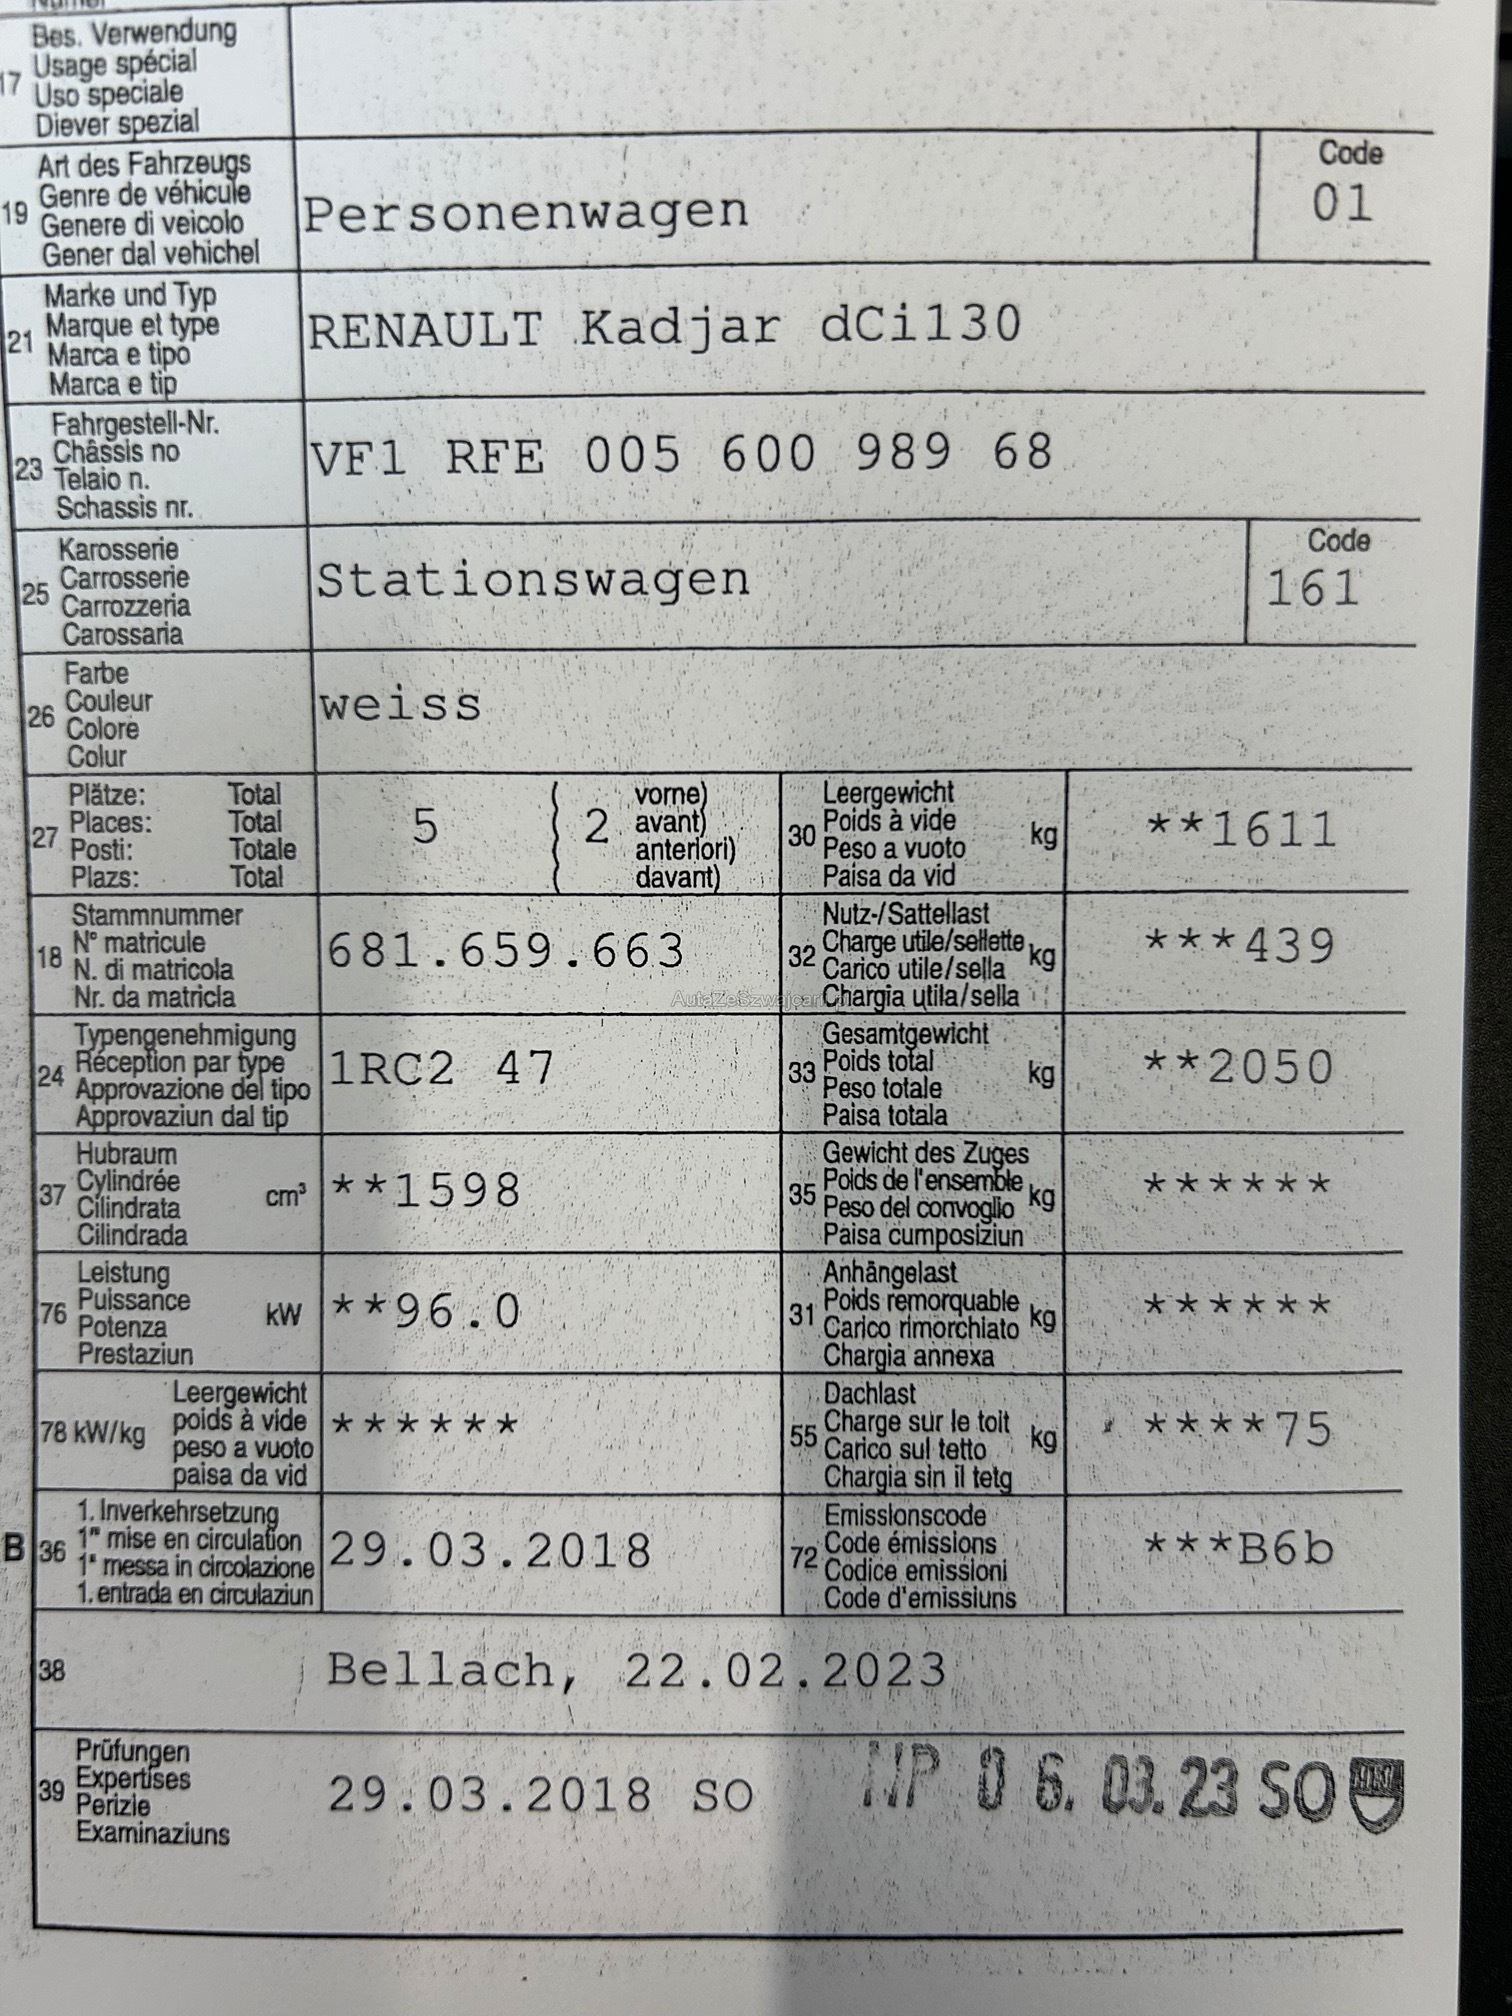 Bes. Verwendung
17 Usage spécial
Uso speciale
Diever spezial
19 Art des Fahrzeugs
Genre de véhicule
Genere di veicolo
Gener dal vehichel
Personenwagen
Code
01
21 Marke und Typ
Marque et type
Marca e tipo
Marca e tip
RENAULT Kadjar dCi130
23 Fahrgestell-Nr.
Châssis no
Telaio n.
Schassis nr.
VF1 RFE 005 600 989 68
25 Karosserie
Carrosserie
Carrozzeria
Carossaria
Stationswagen
Code
161
26 Farbe
Couleur
Colore
Colur
weiss
27 Plätze: Total
Places: Total
Posti: Totale
Plazs: Total
5 2
vorne)
avant)
anteriori)
davant)
30 Leergewicht
Poids à vide
Peso a vuoto
Paisa da vid
kg **1611
18 Stammnummer
N° matricule
N. di matricola
Nr. da matricla
681.659.663
32 Nutz-/Sattellast
Charge utile/sellette
Carico utile/sella
Chargia utila/sella
kg ***439
24 Typengenehmigung
Réception par type
Approvazione del tipo
Approvaziun dal tip
1RC2 47
33 Gesamtgewicht
Poids total
Peso totale
Paisa totala
kg **2050
37 Hubraum
Cylindrée
Cilindrata
Cilindrada
cm³ **1598
35 Gewicht des Zuges
Poids de l'ensemble
Peso del convoglio
Paisa cumposiziun
kg ******
76 Leistung
Puissance
Potenza
Prestaziun
kW **96.0
31 Anhängelast
Poids remorquable
Carico rimorchiato
Chargia annexa
kg ******
78 kW/kg
Leergewicht
poids à vide
peso a vuoto
paisa da vid
******
55 Dachlast
Charge sur le toit
Carico sul tetto
Chargia sin il tetg
kg ****75
B 36 1. Inverkehrsetzung
1re mise en circulation
1a messa in circolazione
1. entrada en circulaziun
29.03.2018
72 Emissionscode
Code émissions
Codice emissioni
Code d'emissiuns
***B6b
38 Bellach, 22.02.2023
39 Prüfungen
Expertises
Perizie
Examinaziuns
29.03.2018 SO
NP 06.03.23 SO